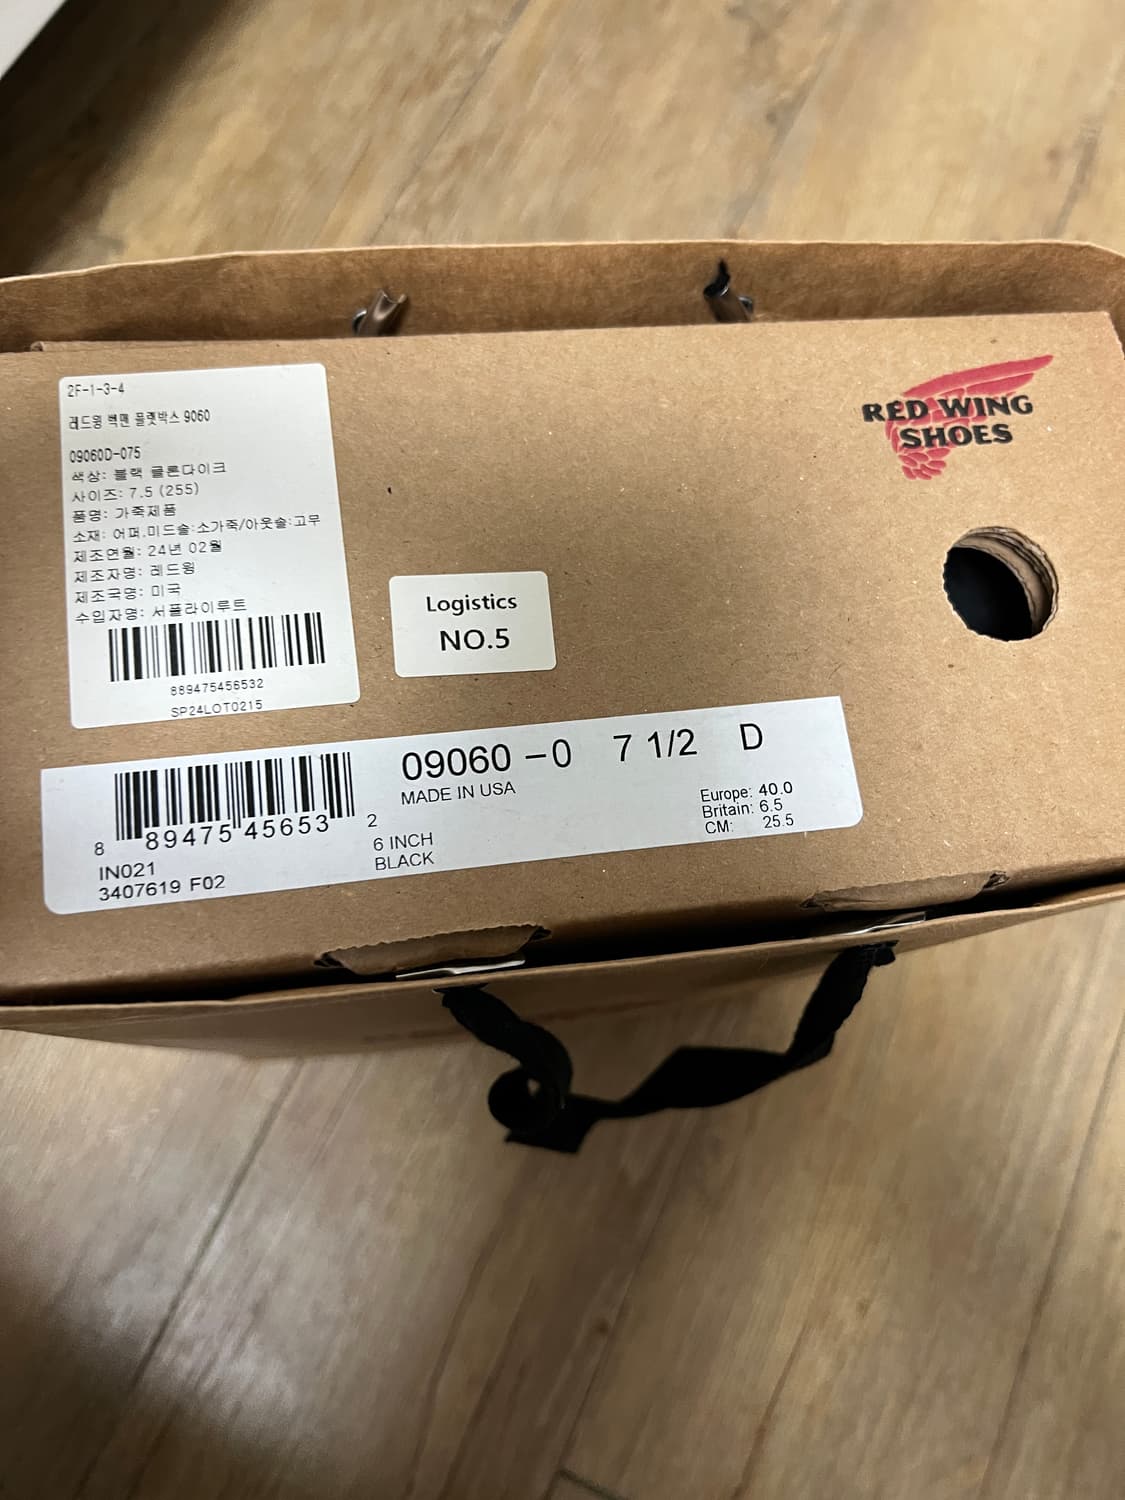 2F-1-3-4
레드윙 벡맨 플랫박스 9060
09060D-075
색상: 블랙 클론다이크
사이즈: 7.5 (255)
품명: 가죽제품
소재: 어퍼,미드솔:소가죽/아웃솔:고무
제조연월: 24년 02월
제조자명: 레드윙
제조국명: 미국
수입자명: 서플라이루트
889475456532
SP24LOT0215
RED WING
SHOES
Logistics
NO.5
09060-0 7 1/2 D
MADE IN USA
8 89475 45653 2
IN021
3407619 F02
6 INCH
BLACK
Europe: 40.0
Britain: 6.5
CM: 25.5